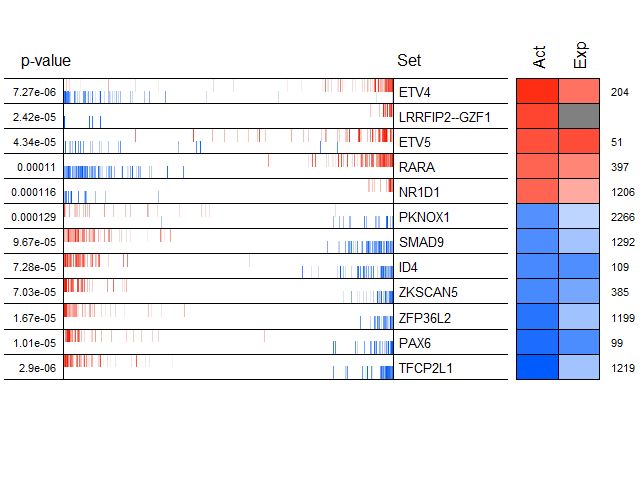 p-value Set Act Exp
7.27e-06 ETV4 204
2.42e-05 LRRFIP2--GZF1
4.34e-05 ETV5 51
0.00011 RARA 397
0.000116 NR1D1 1206
0.000129 PKNOX1 2266
9.67e-05 SMAD9 1292
7.28e-05 ID4 109
7.03e-05 ZKSCAN5 385
1.67e-05 ZFP36L2 1199
1.01e-05 PAX6 99
2.9e-06 TFCP2L1 1219